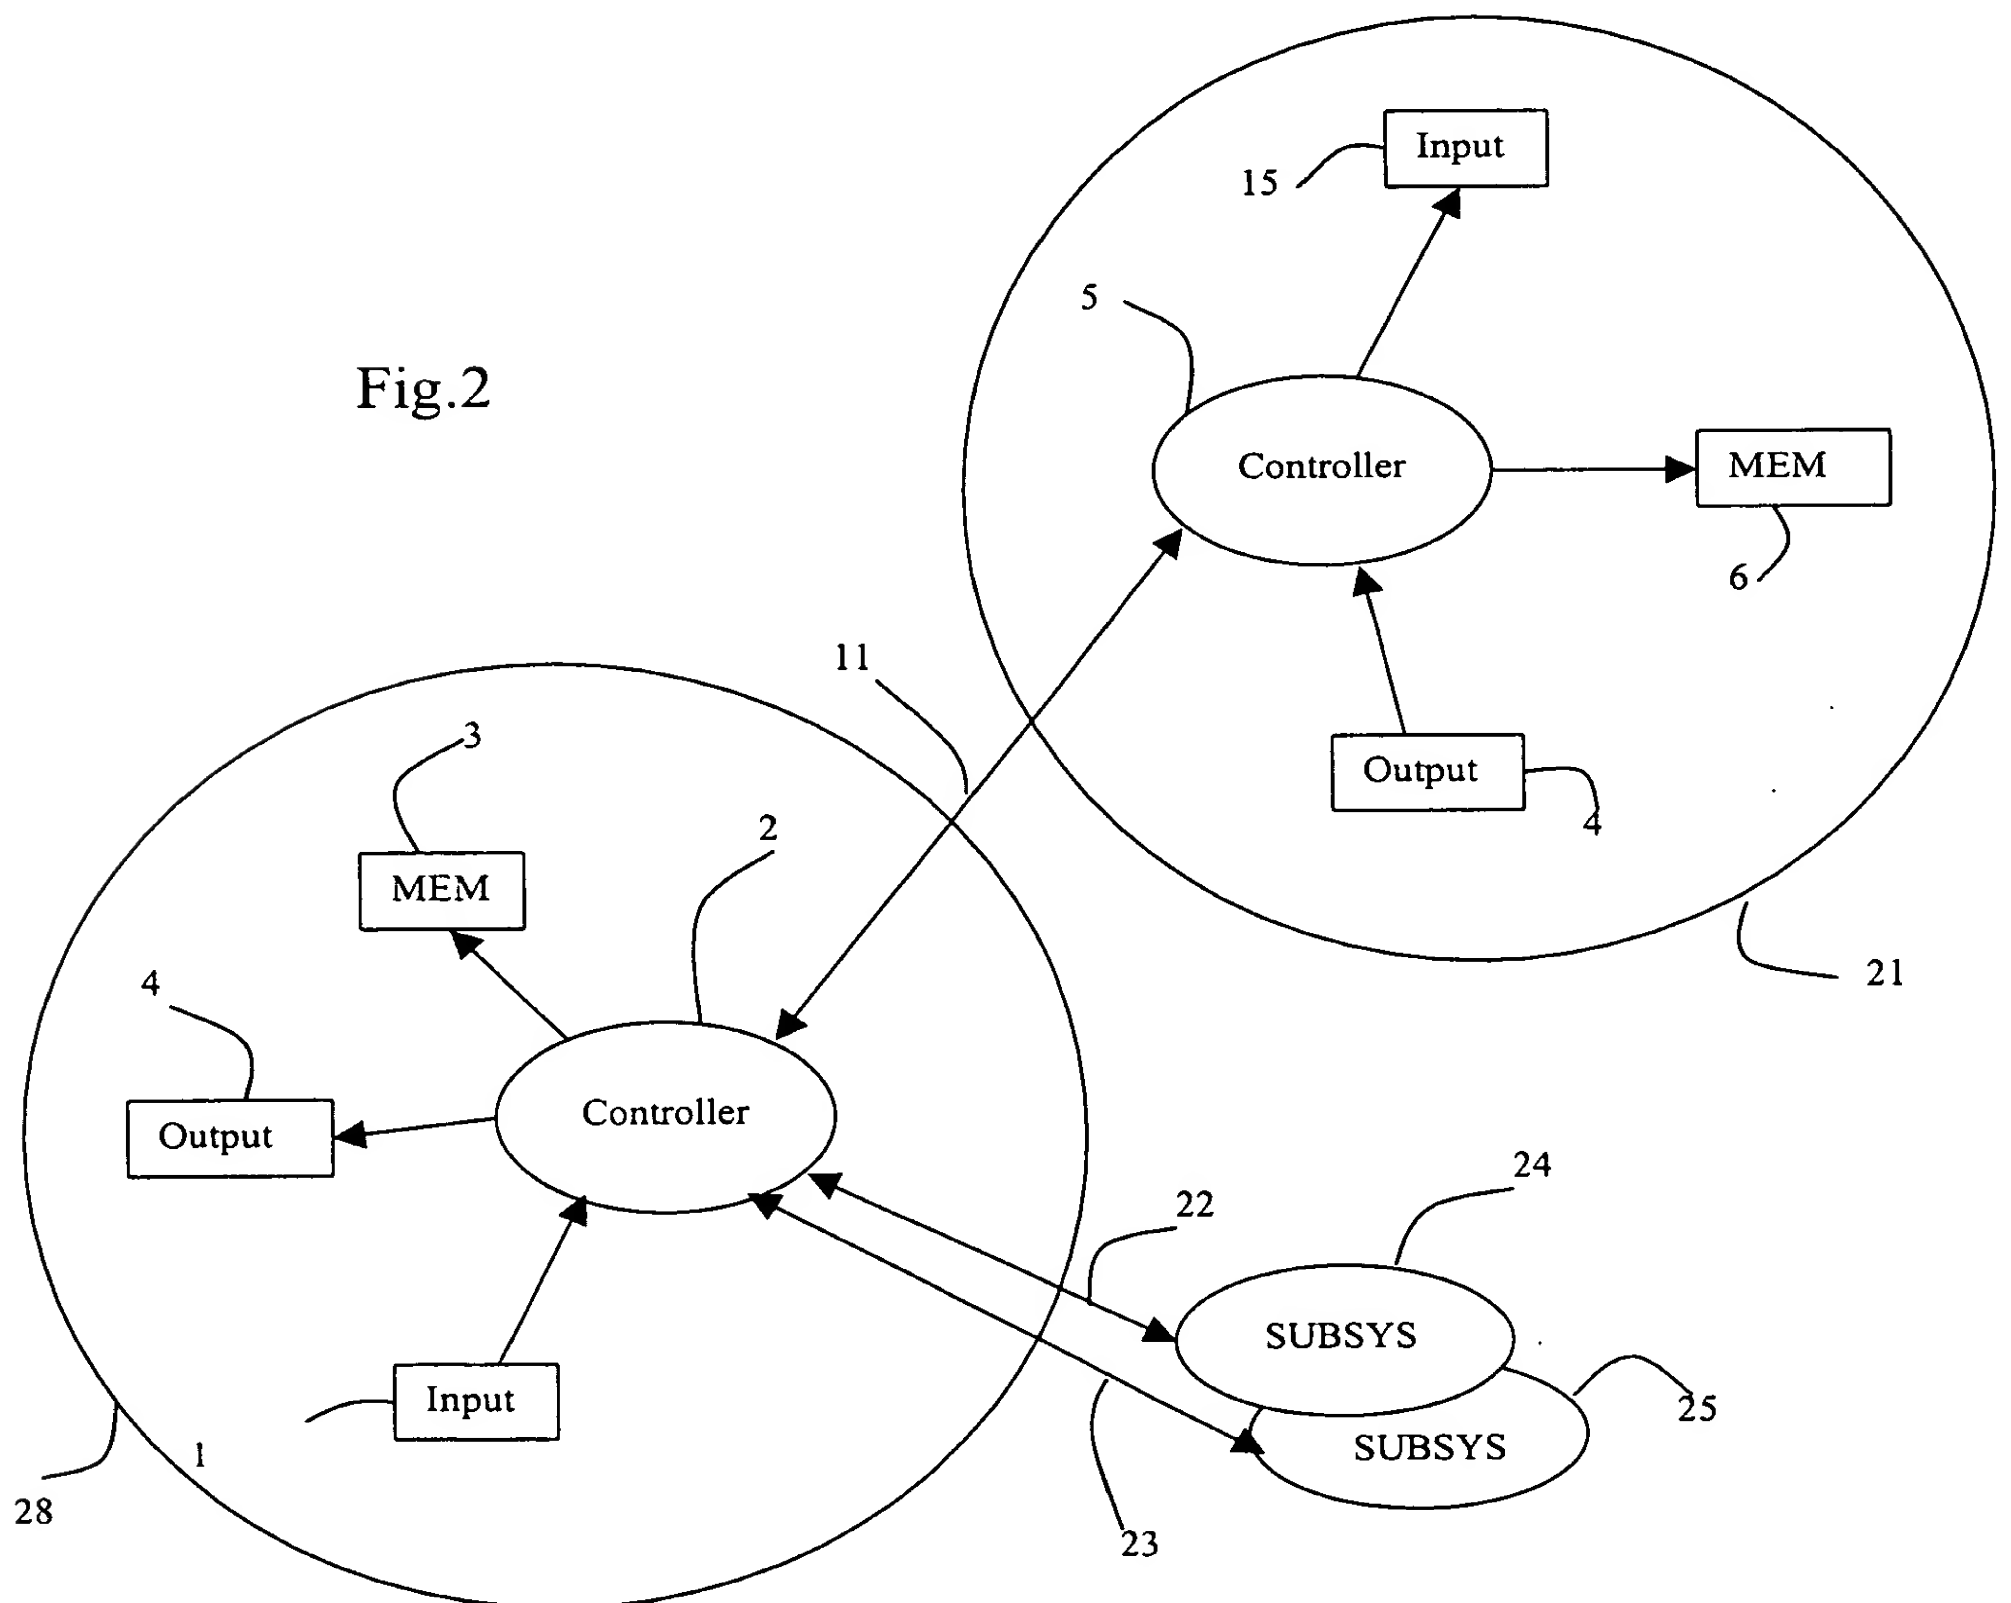 Input
15
5
Fig.2
Controller
MEM
6
11
3
Output
4
2
MEM
4
21
Controller
Output
24
22
SUBSYS
Input
25
1
SUBSYS
28
23